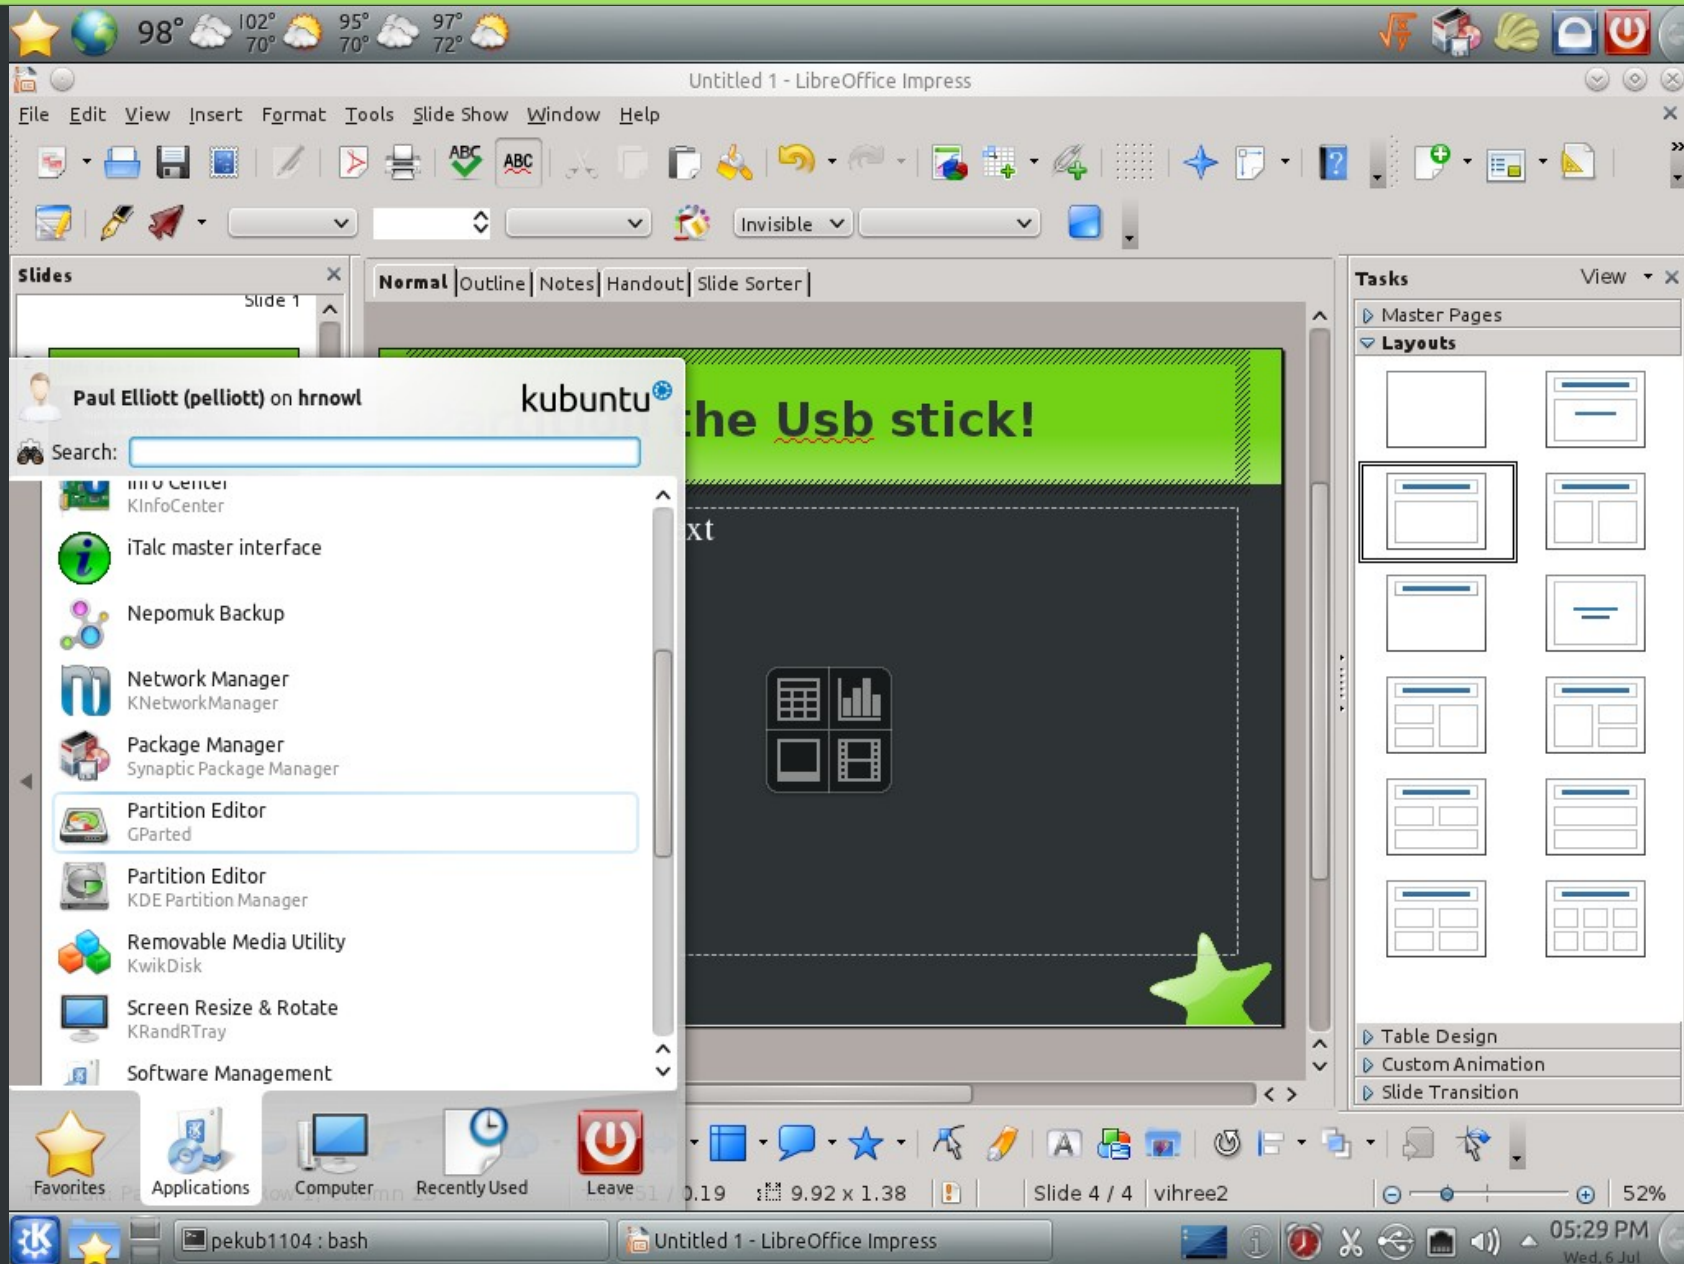 98° 102° 70° 95° 70° 97° 72°
Untitled 1 - LibreOffice Impress
File Edit View Insert Format Tools Slide Show Window Help
ABC ABC
Invisible
Slides
Slide 1
Normal Outline Notes Handout Slide Sorter
Tasks View
Master Pages
Layouts
Paul Elliott (pelliott) on hrnowl
kubuntu
the Usb stick!
Search:
Info Center
KInfoCenter
ext
iTalc master interface
Nepomuk Backup
Network Manager
KNetworkManager
Package Manager
Synaptic Package Manager
Partition Editor
GParted
Partition Editor
KDE Partition Manager
Removable Media Utility
KwikDisk
Screen Resize & Rotate
KRandRTray
Software Management
Table Design
Custom Animation
Slide Transition
Favorites Applications Computer Recently Used Leave
0.19 9.92 x 1.38 Slide 4 / 4 vihree2 52%
pekub1104 : bash
Untitled 1 - LibreOffice Impress
05:29 PM
Wed, 6 Jul